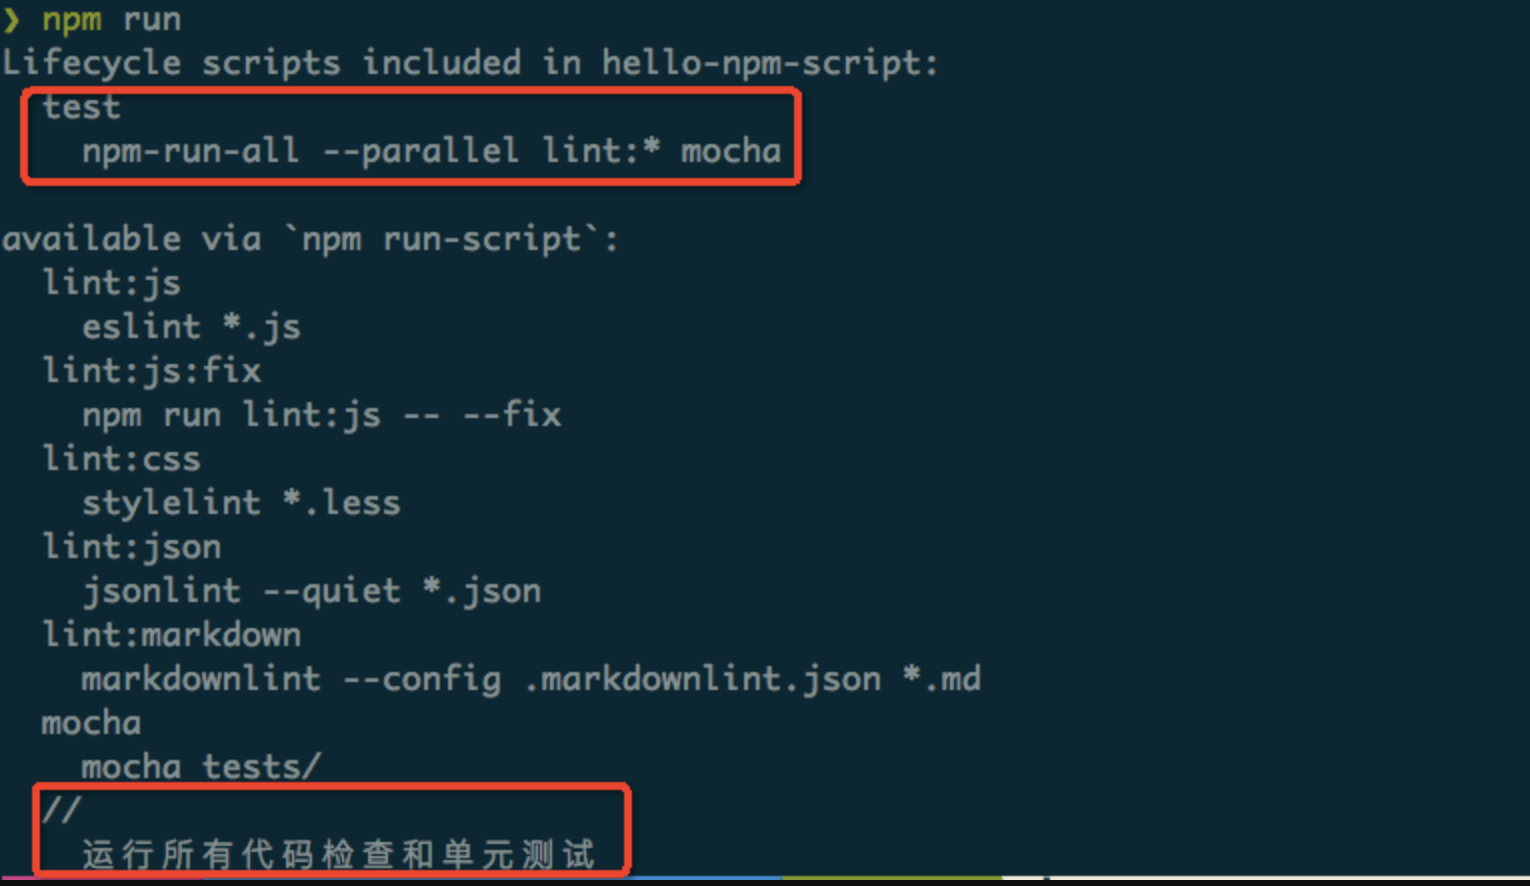 ❯ npm run
Lifecycle scripts included in hello-npm-script:
test
npm-run-all --parallel lint:* mocha
available via `npm run-script`:
lint:js
eslint *.js
lint:js:fix
npm run lint:js -- --fix
lint:css
stylelint *.less
lint:json
jsonlint --quiet *.json
lint:markdown
markdownlint --config .markdownlint.json *.md
mocha
mocha tests/
//
运行所有代码检查和单元测试